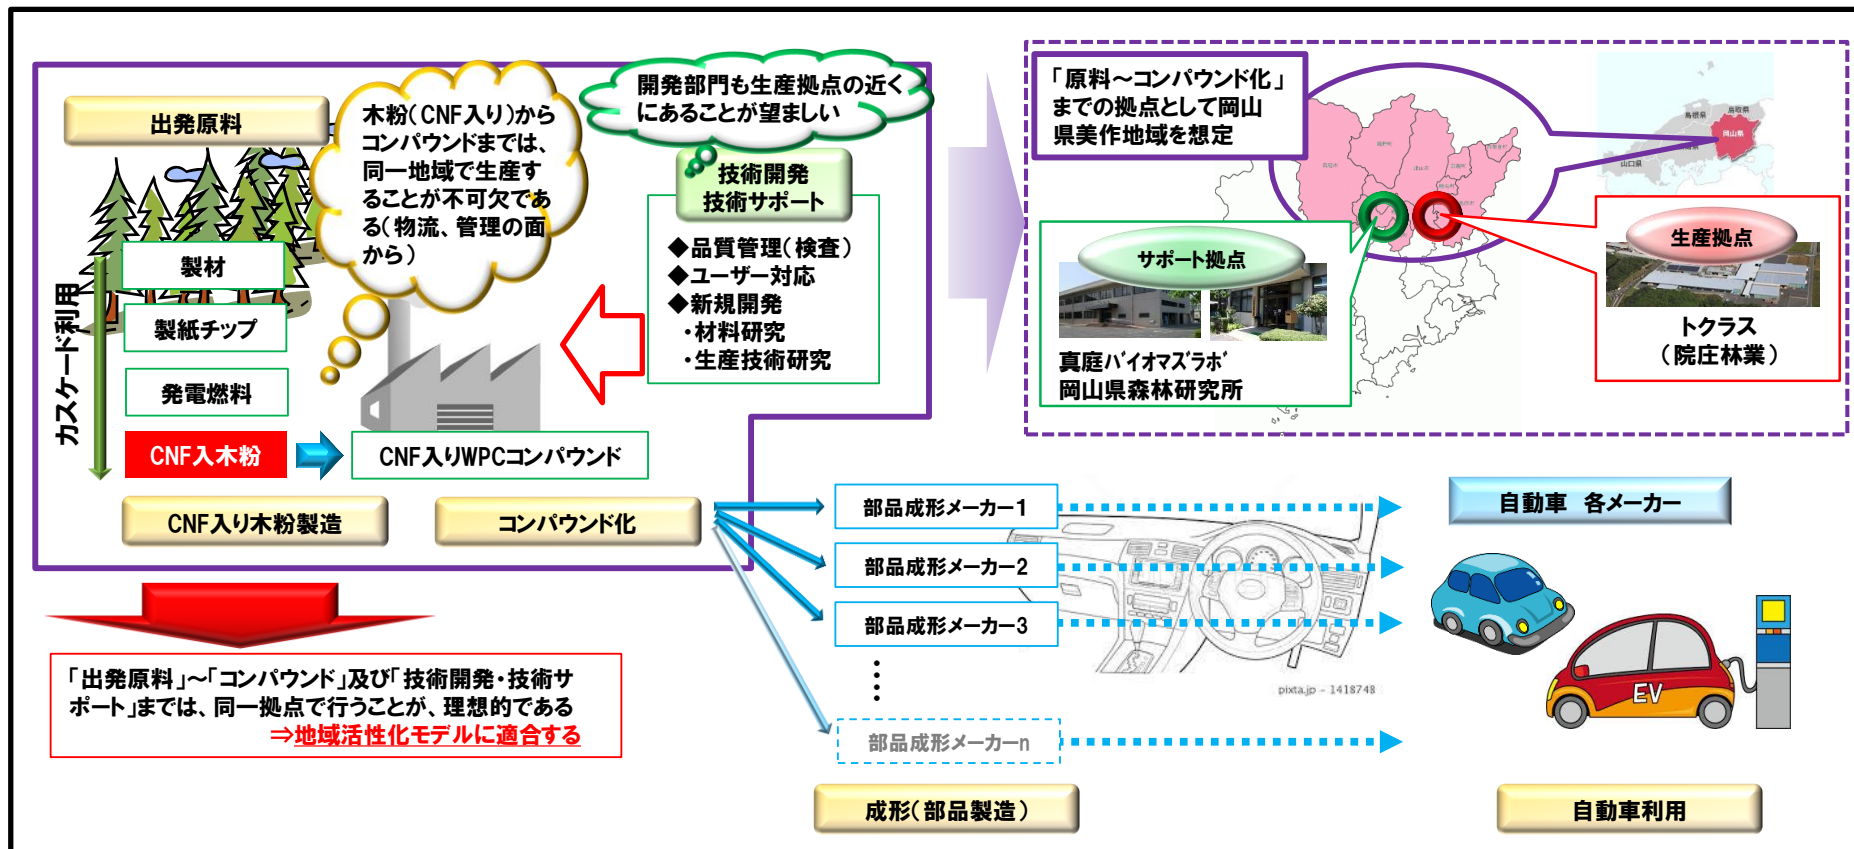 出発原料
木粉(CNF入り)から
コンパウンドまでは、
同一地域で生産す
ることが不可欠であ
る(物流、管理の面
から)
開発部門も生産拠点の近く
にあることが望ましい
技術開発
技術サポート
◆品質管理(検査)
◆ユーザー対応
◆新規開発
・材料研究
・生産技術研究
カスケード利用
製材
製紙チップ
発電燃料
CNF入木粉
CNF入りWPCコンパウンド
CNF入り木粉製造
コンパウンド化
「出発原料」~「コンパウンド」及び「技術開発・技術サ
ポート」までは、同一拠点で行うことが、理想的である
⇒地域活性化モデルに適合する
「原料~コンパウンド化」
までの拠点として岡山
県美作地域を想定
鳥取県
島根県
岡山県
山口県
サポート拠点
真庭バイオマズラボ
岡山県森林研究所
生産拠点
トクラス
(院庄林業)
部品成形メーカー1
部品成形メーカー2
部品成形メーカー3
部品成形メーカーn
pixta.jp - 1418748
成形(部品製造)
自動車 各メーカー
EV
自動車利用